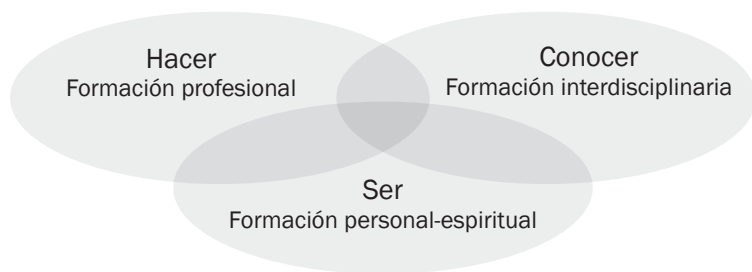 Hacer
Formación profesional
Conocer
Formación interdisciplinaria
Ser
Formación personal-espiritual